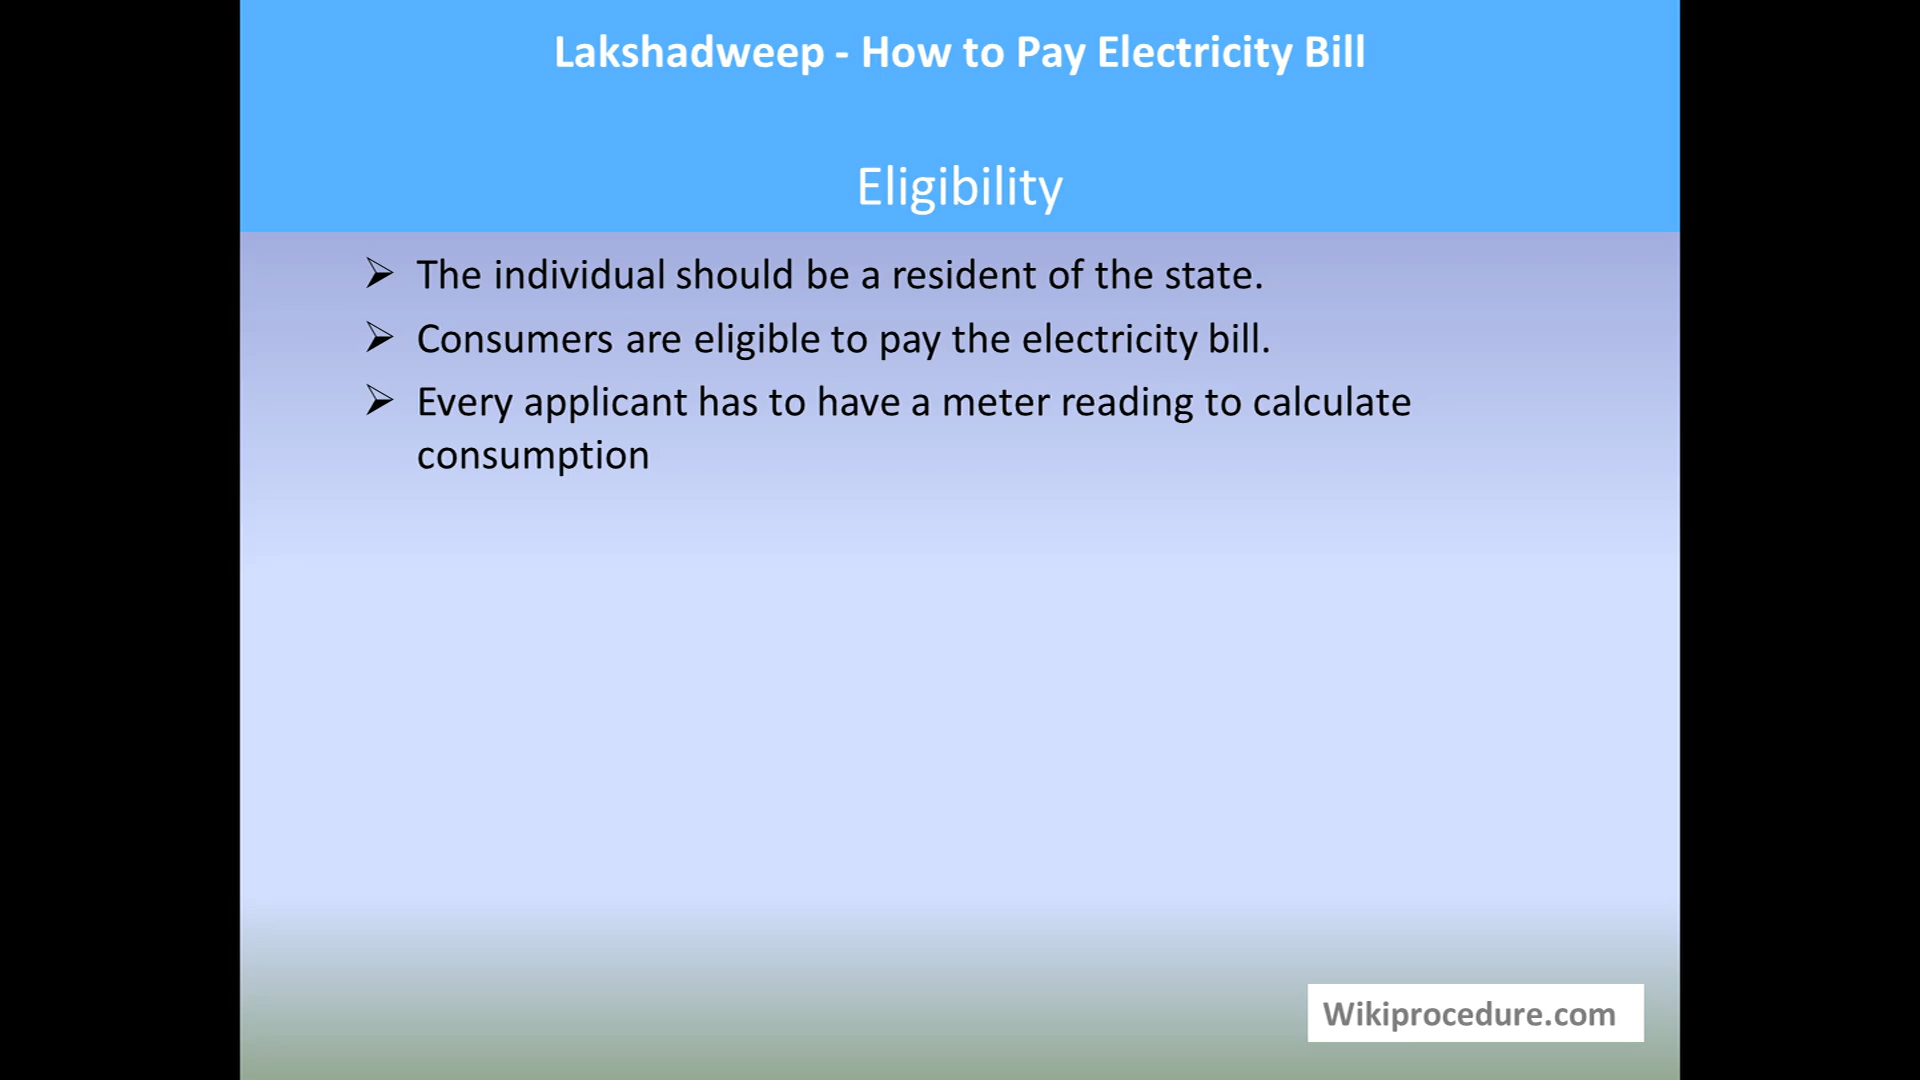 Lakshadweep - How to Pay Electricity Bill
Eligibility
The individual should be a resident of the state.
Consumers are eligible to pay the electricity bill.
Every applicant has to have a meter reading to calculate
consumption
Wikiprocedure.com